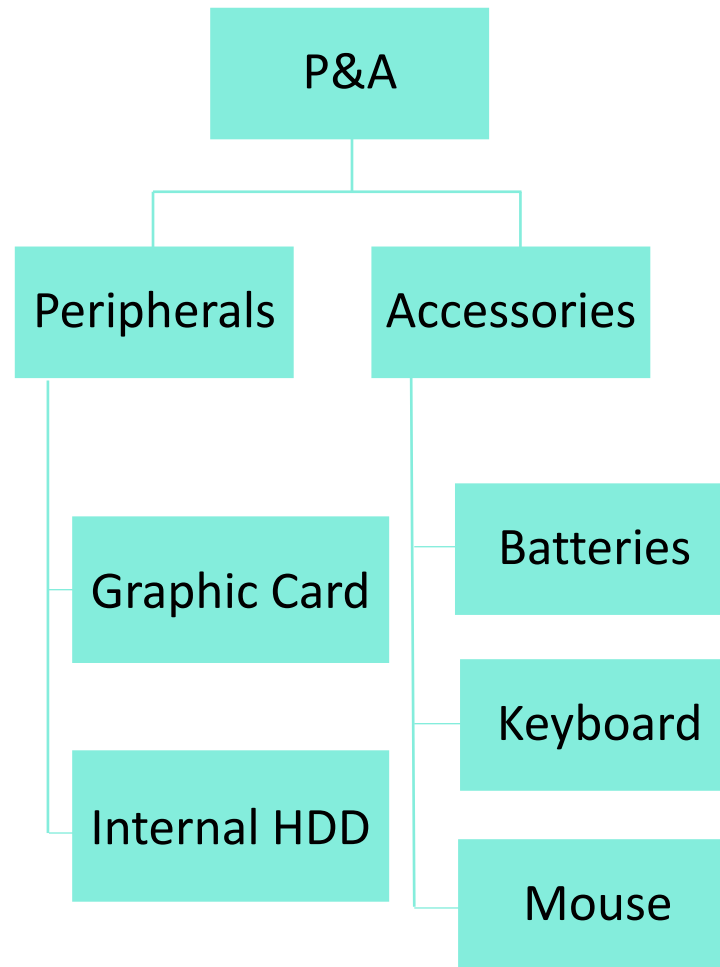 P&A
Peripherals
Accessories
Graphic Card
Internal HDD
Batteries
Keyboard
Mouse